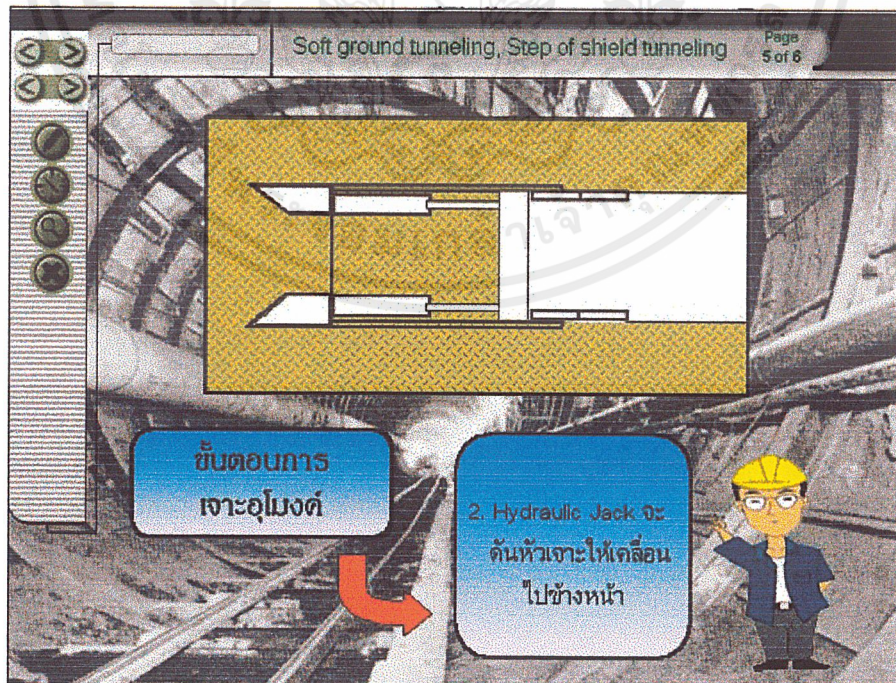 Soft ground tunneling, Step of shield tunneling
Page
5 of 6
ขั้นตอนการ
เจาะอุโมงค์
2. Hydraulic Jack จะ
ดันหัวเจาะให้เคลื่อน
ไปข้างหน้า